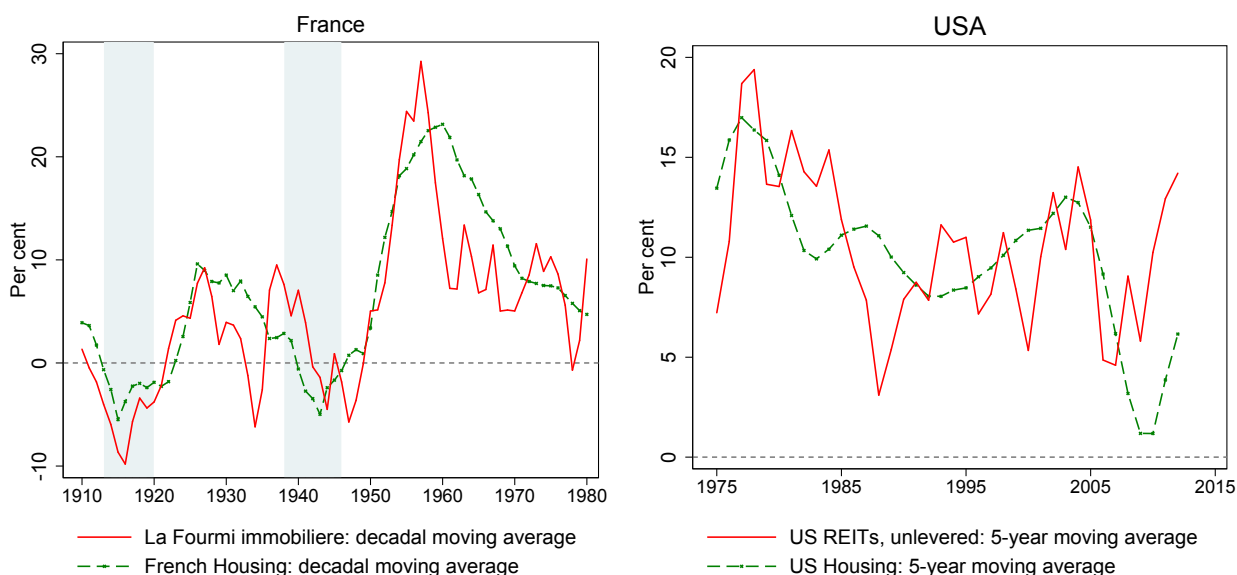 France
Per cent
30
20
10
0
-10
1910 1920 1930 1940 1950 1960 1970 1980
La Fourmi immobiliere: decadal moving average
French Housing: decadal moving average
USA
Per cent
20
15
10
5
0
1975 1985 1995 2005 2015
US REITs, unlevered: 5-year moving average
US Housing: 5-year moving average